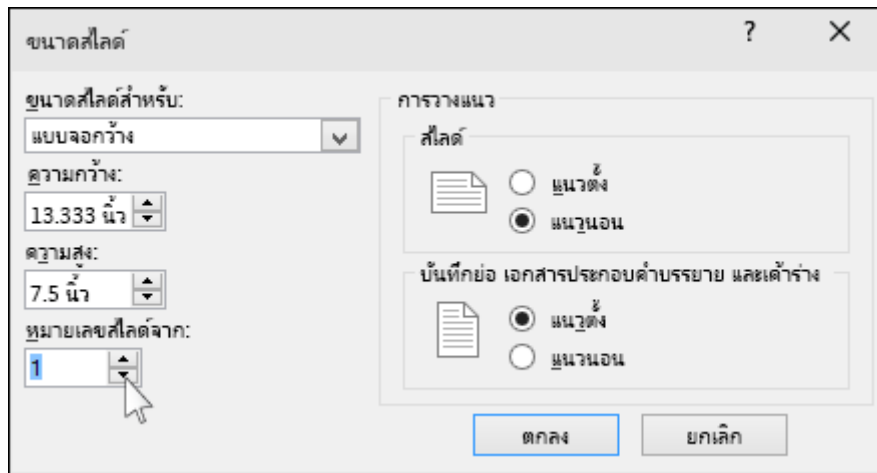 ขนาดสไลด์
?
ขนาดสไลด์สำหรับ:
แบบจอกว้าง
ความกว้าง:
13.333 นิ้ว
ความสูง:
7.5 นิ้ว
หมายเลขสไลด์จาก:
1
การวางแนว
สไลด์
แนวตั้ง
แนวนอน
บันทึกย่อ เอกสารประกอบคำบรรยาย และเค้าร่าง
แนวตั้ง
แนวนอน
ตกลง
ยกเลิก